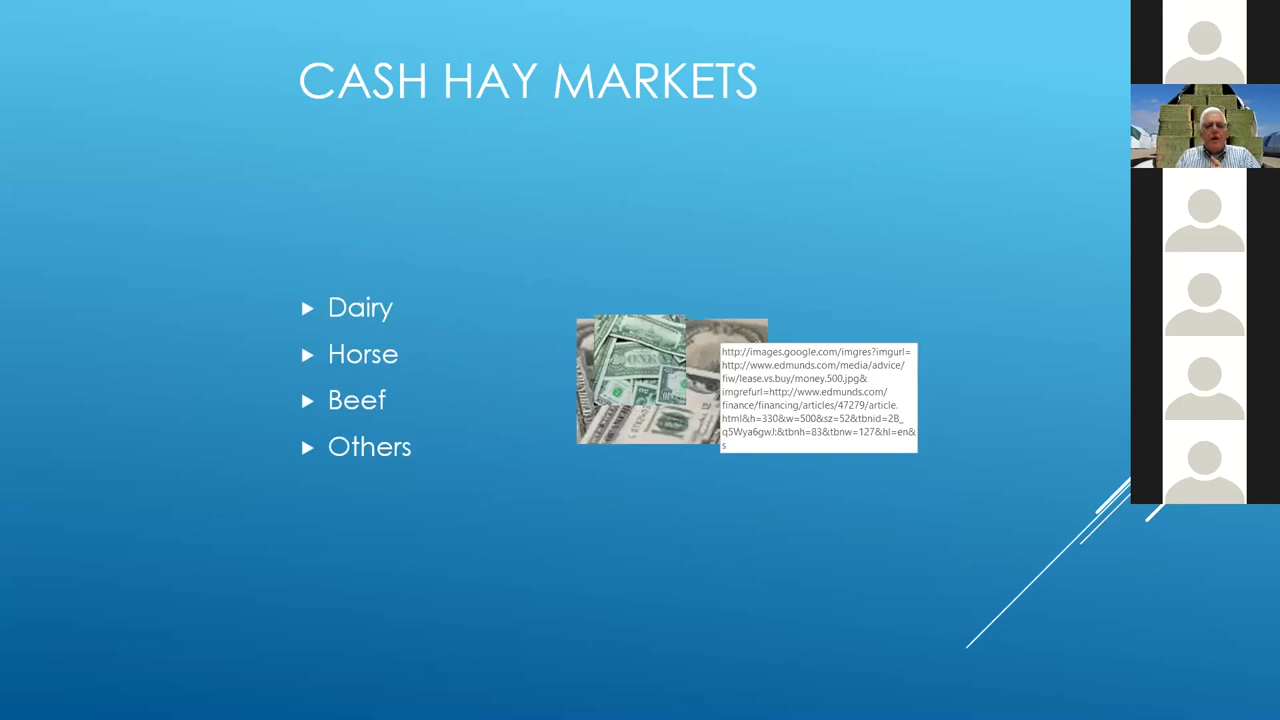 CASH HAY MARKETS
Dairy
Horse
Beef
Others
ONE
100
http://images.google.com/imgres?imgurl=
http://www.edmunds.com/media/advice/
fiw/lease.vs.buy/money.500.jpg&
imgrefurl=http://www.edmunds.com/
finance/financing/articles/47279/article.
html&h=330&w=500&sz=52&tbnid=2B_
q5Wya6gwJ:&tbnh=83&tbnw=127&hl=en&
s